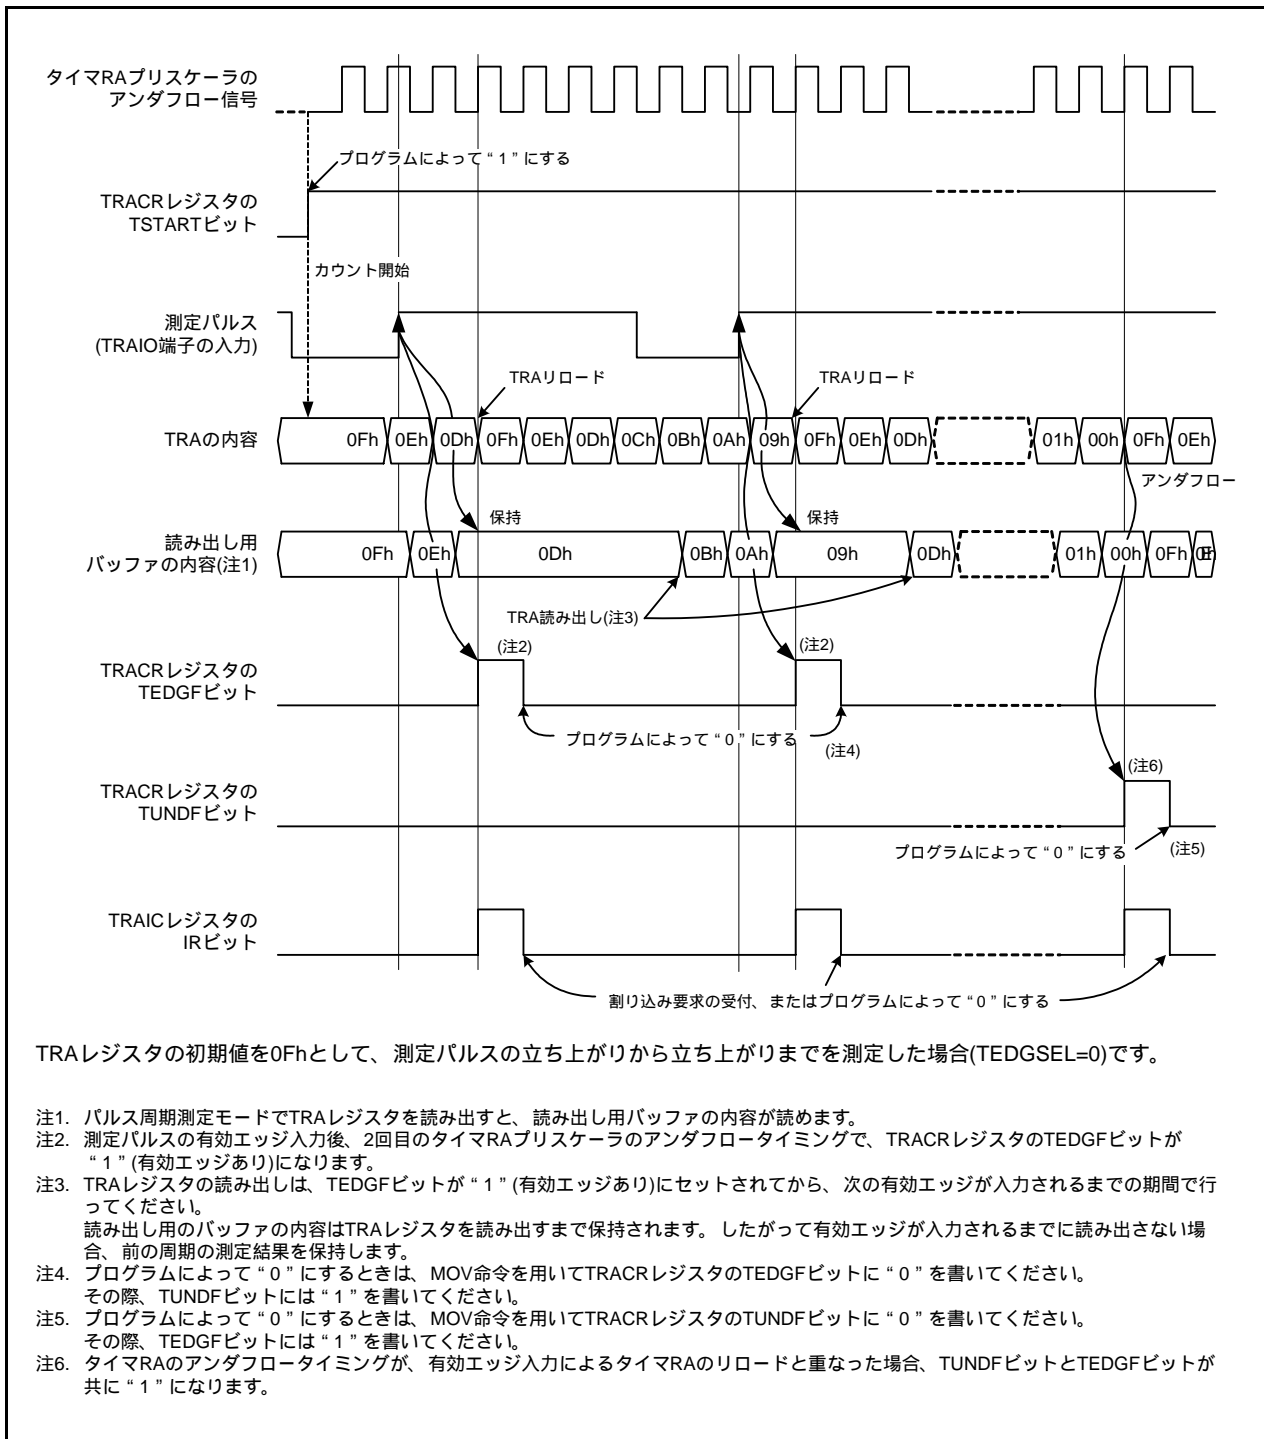 タイマRAプリスケーラの
アンダフロー信号
プログラムによって“1”にする
TRACRレジスタの
TSTARTビット
カウント開始
測定パルス
(TRAIO端子の入力)
TRAリロード
TRAリロード
TRAの内容
0Fh 0Eh 0Dh 0Fh 0Eh 0Dh 0Ch 0Bh 0Ah 09h 0Fh 0Eh 0Dh 01h 00h 0Fh 0Eh
アンダフロー
保持
保持
読み出し用
バッファの内容(注1)
0Fh 0Eh 0Dh 0Bh 0Ah 09h 0Dh 01h 00h 0Fh
TRA読み出し(注3)
(注2)
(注2)
TRACRレジスタの
TEDGFビット
プログラムによって“0”にする
(注4)
(注6)
TRACRレジスタの
TUNDFビット
プログラムによって“0”にする
(注5)
TRAICレジスタの
IRビット
割り込み要求の受付、またはプログラムによって“0”にする
TRAレジスタの初期値を0Fhとして、測定パルスの立ち上がりから立ち上がりまでを測定した場合(TEDGSEL=0)です。
注1. パルス周期測定モードでTRAレジスタを読み出すと、読み出し用バッファの内容が読めます。
注2. 測定パルスの有効エッジ入力後、2回目のタイマRAプリスケーラのアンダフロータイミングで、TRACRレジスタのTEDGFビットが
“1”(有効エッジあり)になります。
注3. TRAレジスタの読み出しは、TEDGFビットが“1”(有効エッジあり)にセットされてから、次の有効エッジが入力されるまでの期間で行
ってください。
読み出し用のバッファの内容はTRAレジスタを読み出すまで保持されます。したがって有効エッジが入力されるまでに読み出さない場
合、前の周期の測定結果を保持します。
注4. プログラムによって“0”にするときは、MOV命令を用いてTRACRレジスタのTEDGFビットに“0”を書いてください。
その際、TUNDFビットには“1”を書いてください。
注5. プログラムによって“0”にするときは、MOV命令を用いてTRACRレジスタのTUNDFビットに“0”を書いてください。
その際、TEDGFビットには“1”を書いてください。
注6. タイマRAのアンダフロータイミングが、有効エッジ入力によるタイマRAのリロードと重なった場合、TUNDFビットとTEDGFビットが
共に“1”になります。